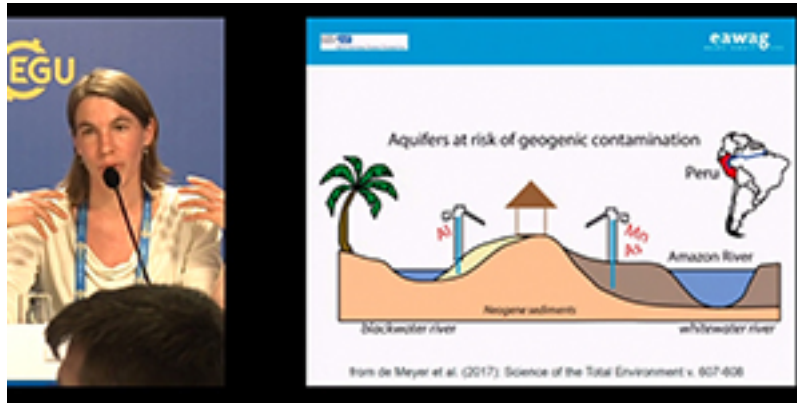 EGU
eawag
Aquifers at risk of geogenic contamination
Peru
Al
Mn
As
Amazon River
Neogene sediments
blackwater river
whitewater river
from de Meyer et al. (2017): Science of the Total Environment v. 607-608